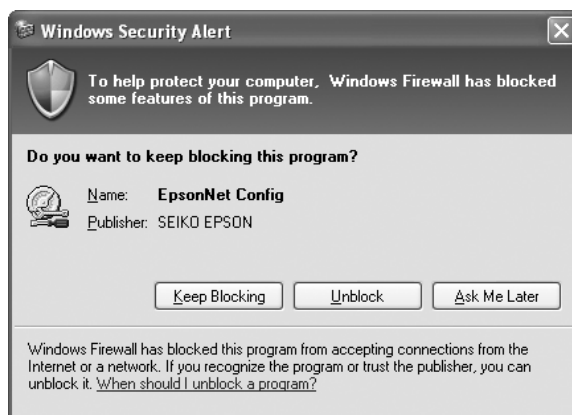 Windows Security Alert
To help protect your computer, Windows Firewall has blocked
some features of this program.
Do you want to keep blocking this program?
Name: EpsonNet Config
Publisher: SEIKO EPSON
Keep Blocking Unblock Ask Me Later
Windows Firewall has blocked this program from accepting connections from the
Internet or a network. If you recognize the program or trust the publisher, you can
unblock it. When should I unblock a program?